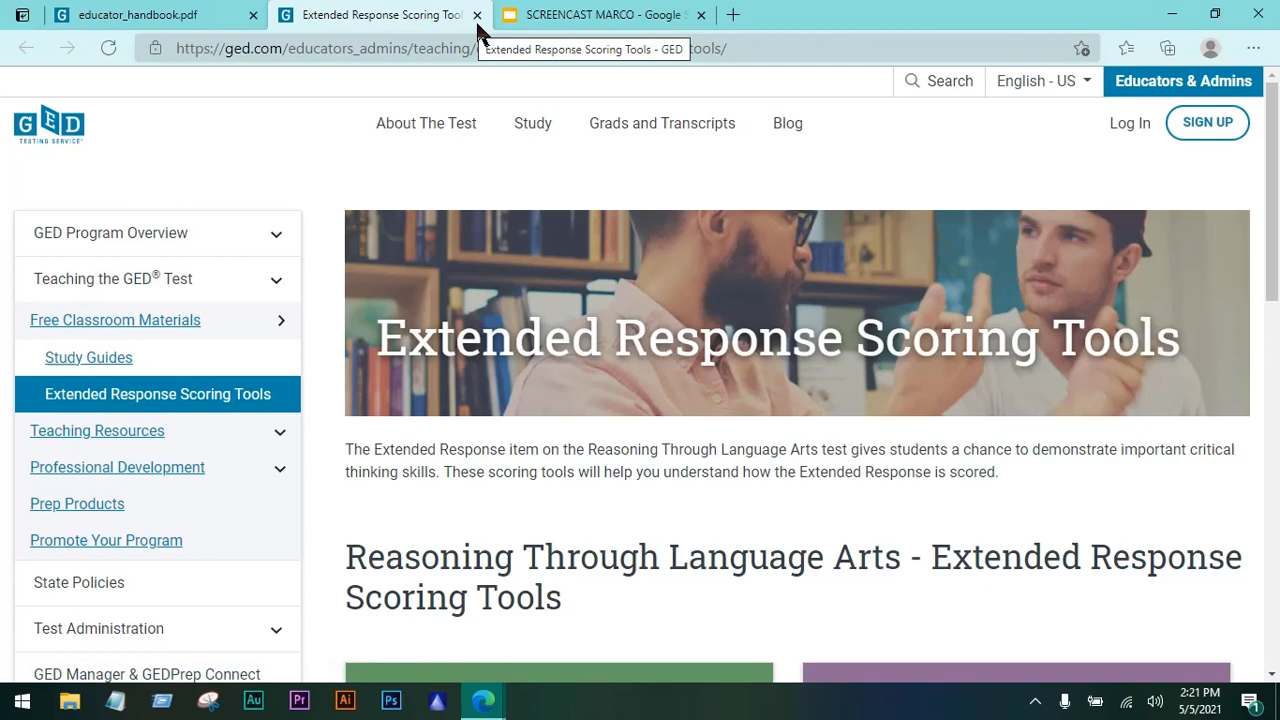 educator_handbook.pdf
Extended Response Scoring Tool
SCREENCAST MARCO - Google S
https://ged.com/educators_admins/teaching/
tools/
Extended Response Scoring Tools - GED
Search
English - US
Educators & Admins
GED
TESTING SERVICE
About The Test
Study
Grads and Transcripts
Blog
Log In
SIGN UP
GED Program Overview
Teaching the GED® Test
Free Classroom Materials
Study Guides
Extended Response Scoring Tools
Teaching Resources
Professional Development
Prep Products
Promote Your Program
State Policies
Test Administration
GED Manager & GEDPrep Connect
Extended Response Scoring Tools
The Extended Response item on the Reasoning Through Language Arts test gives students a chance to demonstrate important critical
thinking skills. These scoring tools will help you understand how the Extended Response is scored.
Reasoning Through Language Arts - Extended Response
Scoring Tools
Au
Pr
Ai
Ps
2:21 PM
5/5/2021
1